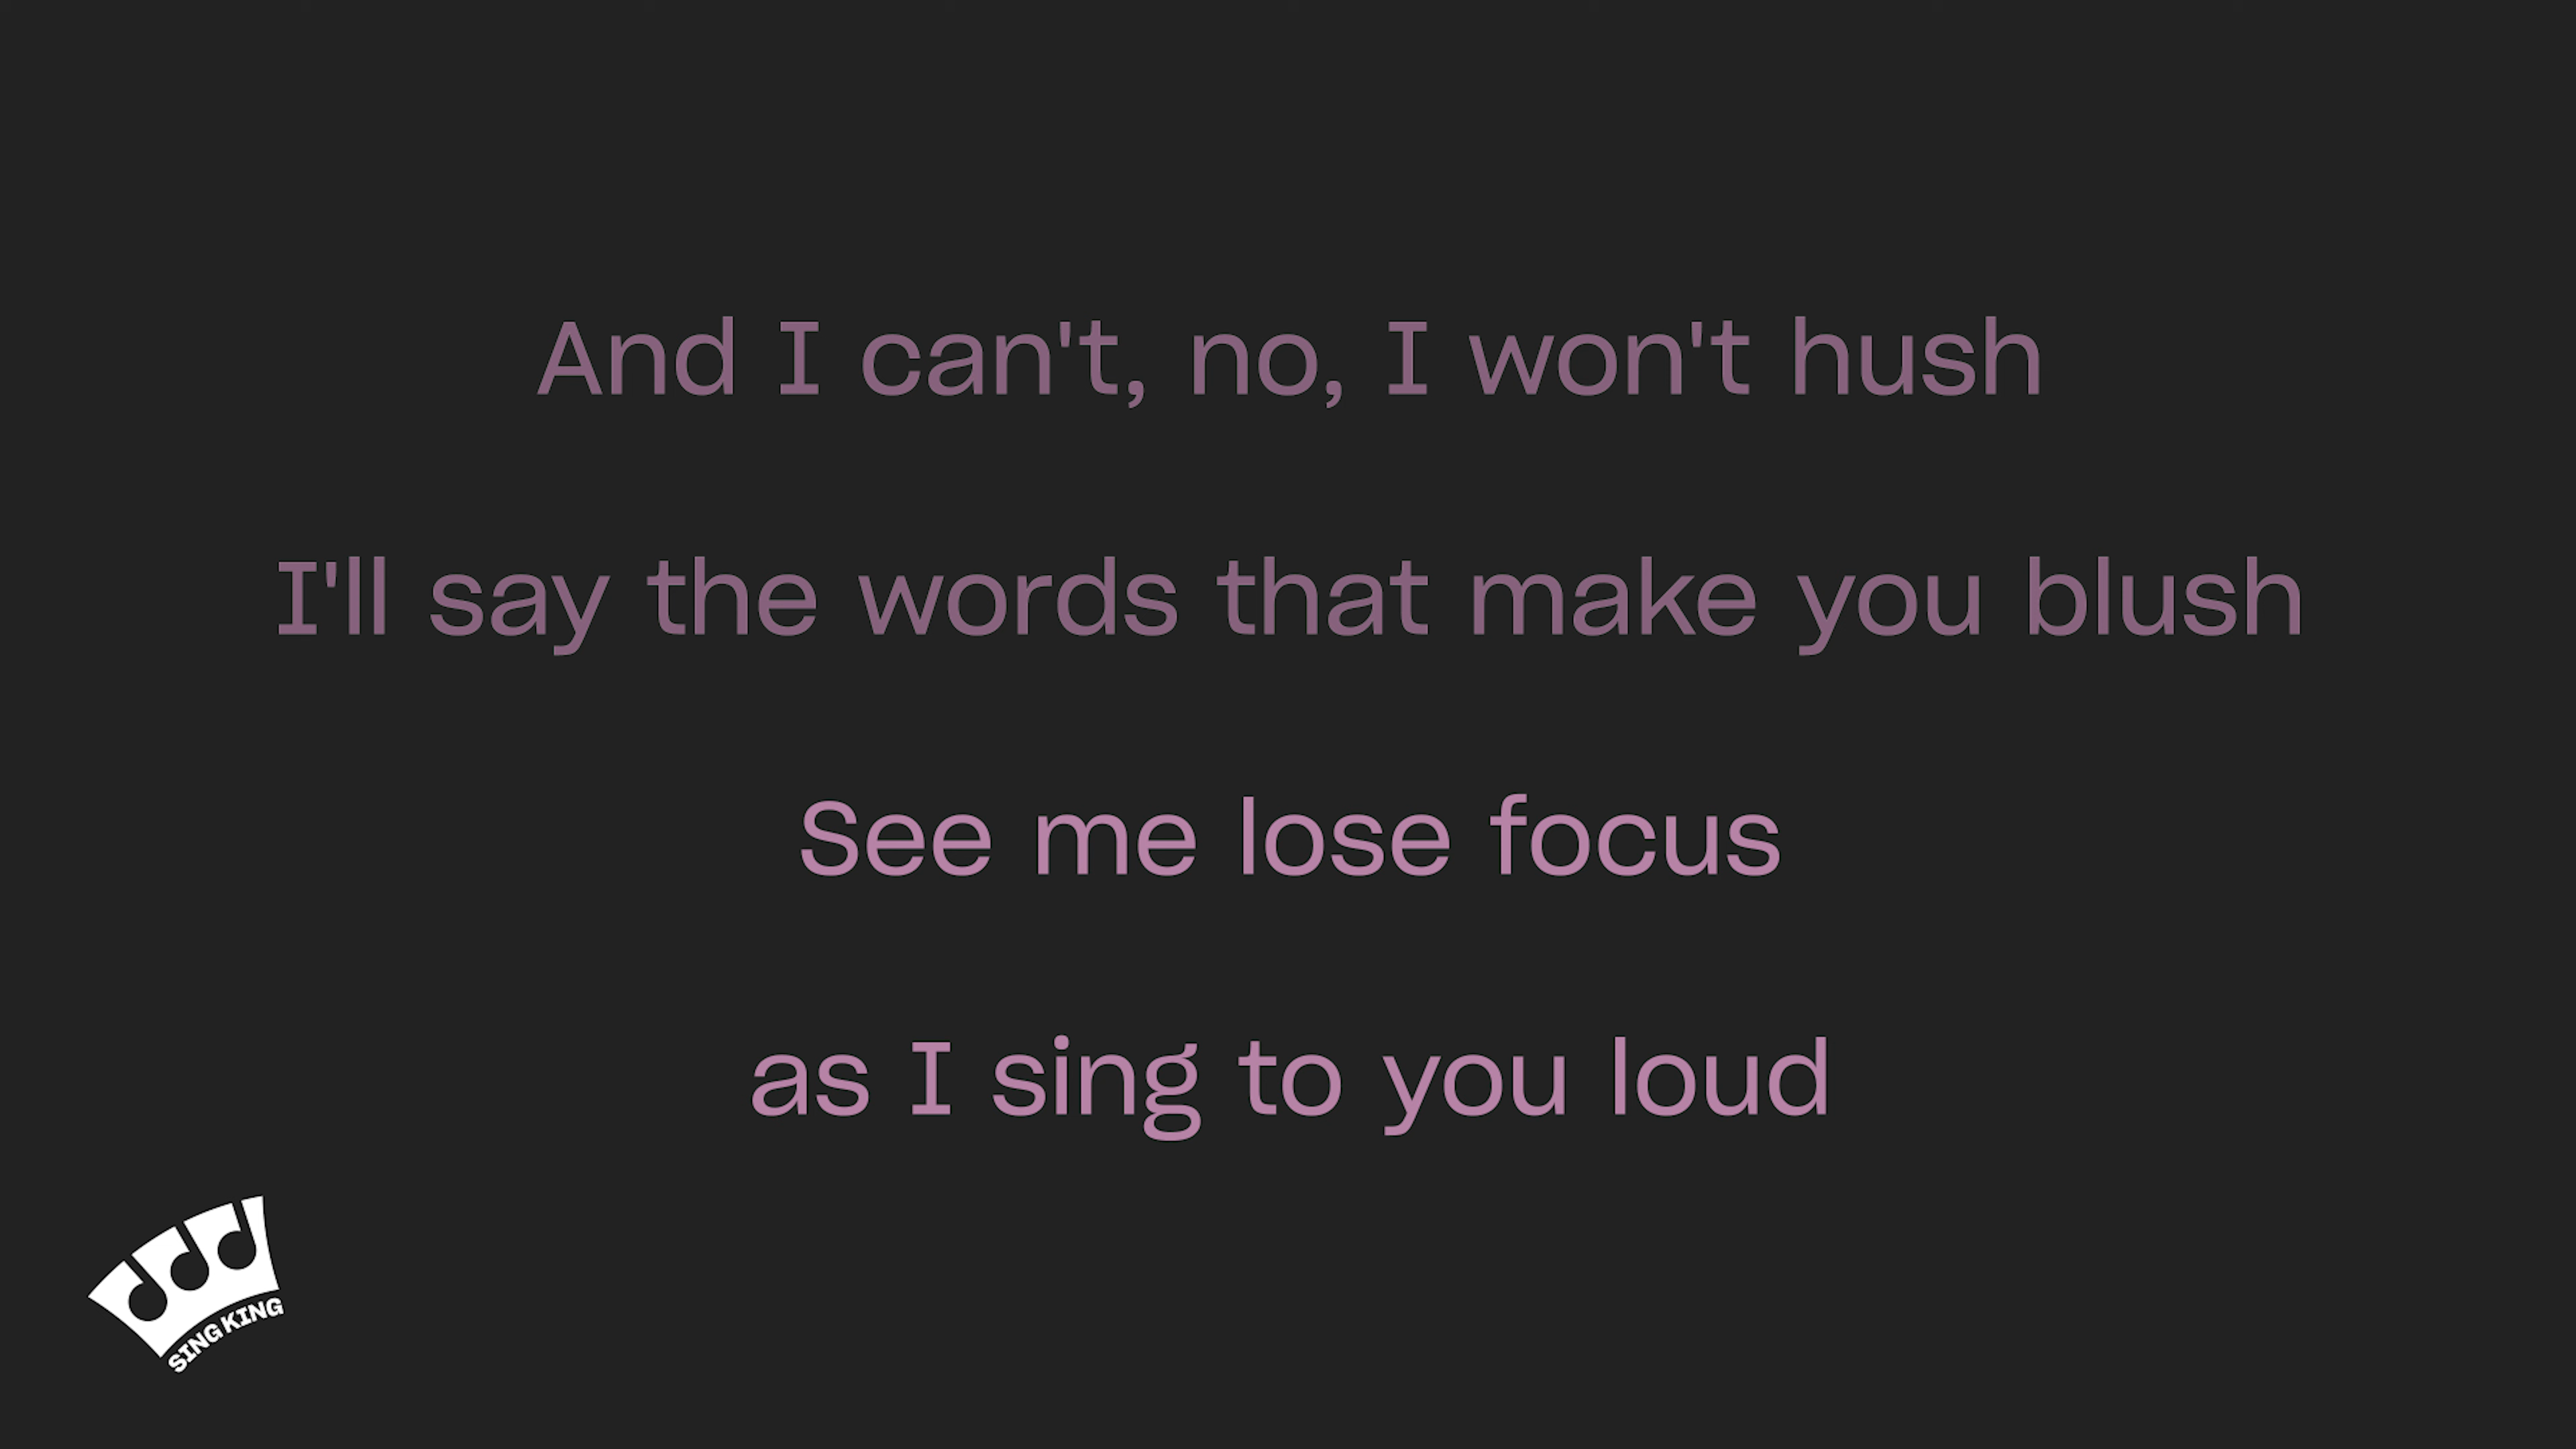 And I can't, no, I won't hush
I'll say the words that make you blush
See me lose focus
as I sing to you loud
SING KING